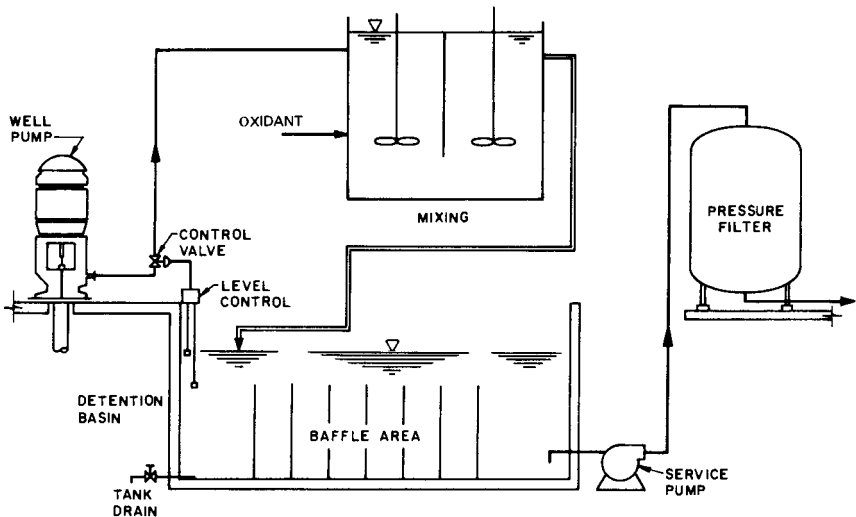 WELL
PUMP
OXIDANT
MIXING
CONTROL
VALVE
LEVEL
CONTROL
PRESSURE
FILTER
DETENTION
BASIN
BAFFLE AREA
TANK
DRAIN
SERVICE
PUMP